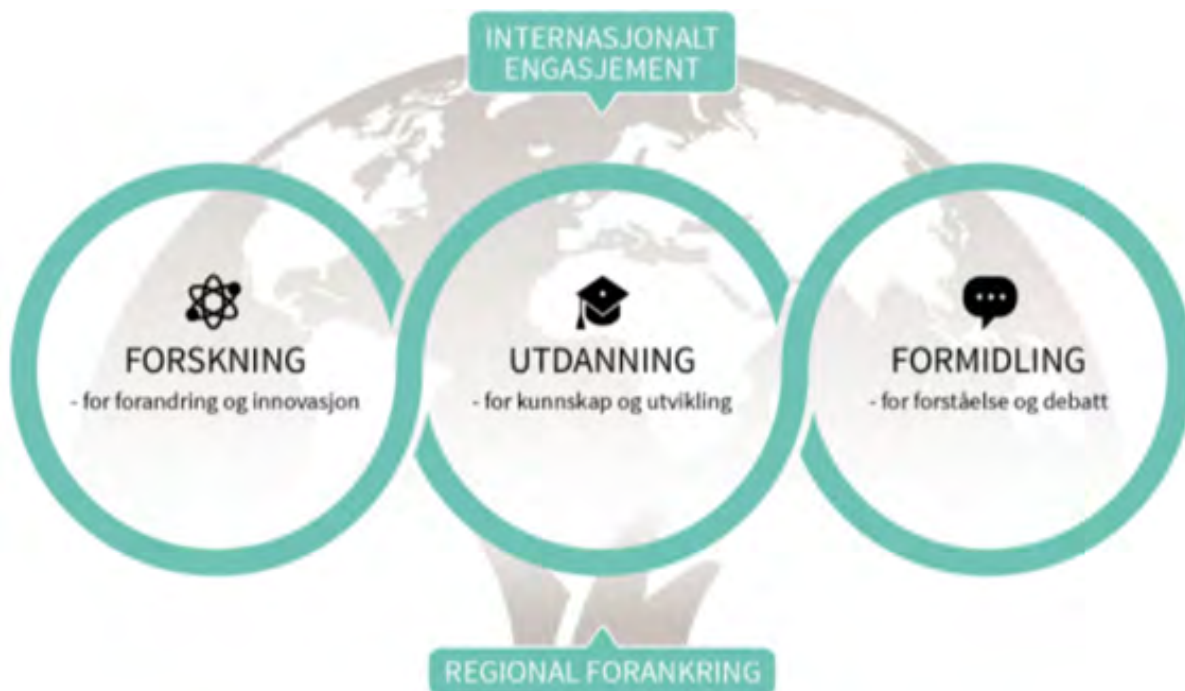 INTERNASJONALT
ENGASJEMENT
FORSKNING
- for forandring og innovasjon
UTDANNING
- for kunnskap og utvikling
FORMIDLING
- for forståelse og debatt
REGIONAL FORANKRING